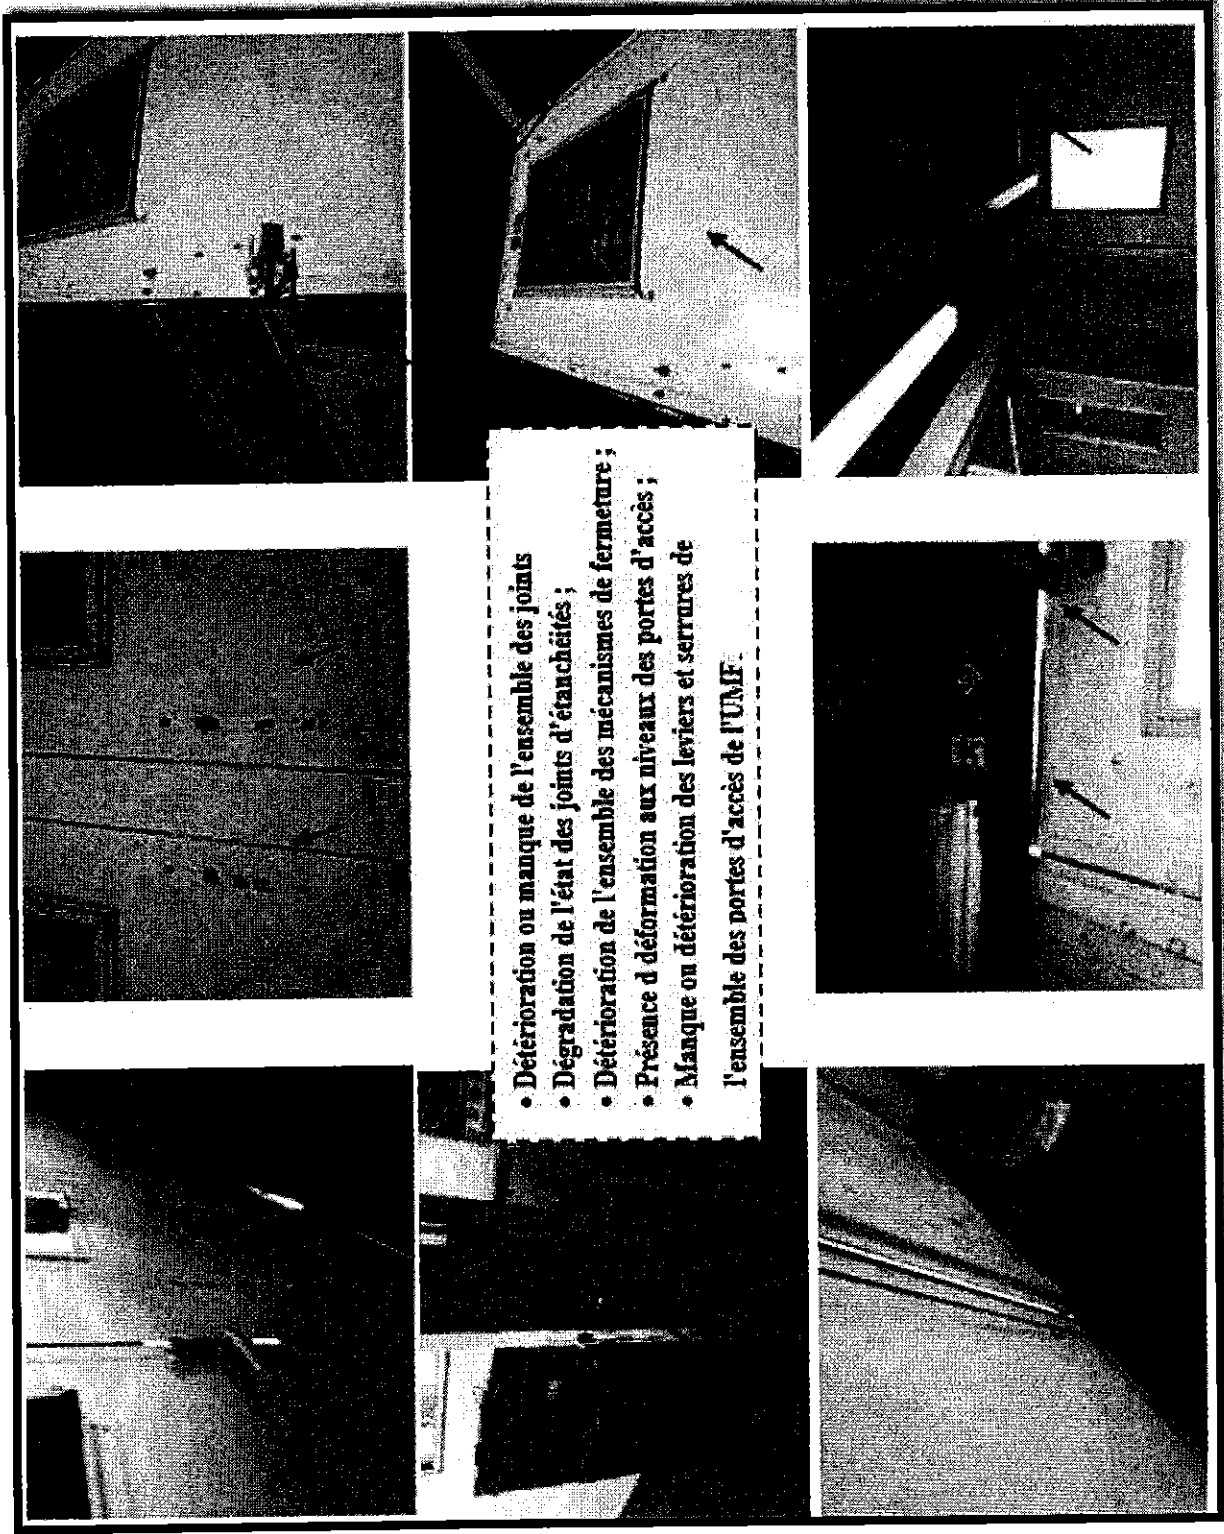 • Détérioration ou manque de l'ensemble des joints
• Dégradation de l'état des joints d'étanchéités ;
• Détérioration de l'ensemble des mécanismes de fermeture ;
• Présence d déformation aux niveaux des portes d'accès ;
• Manque ou détérioration des leviers et serrures de
l'ensemble des portes d'accès de l'UMF.